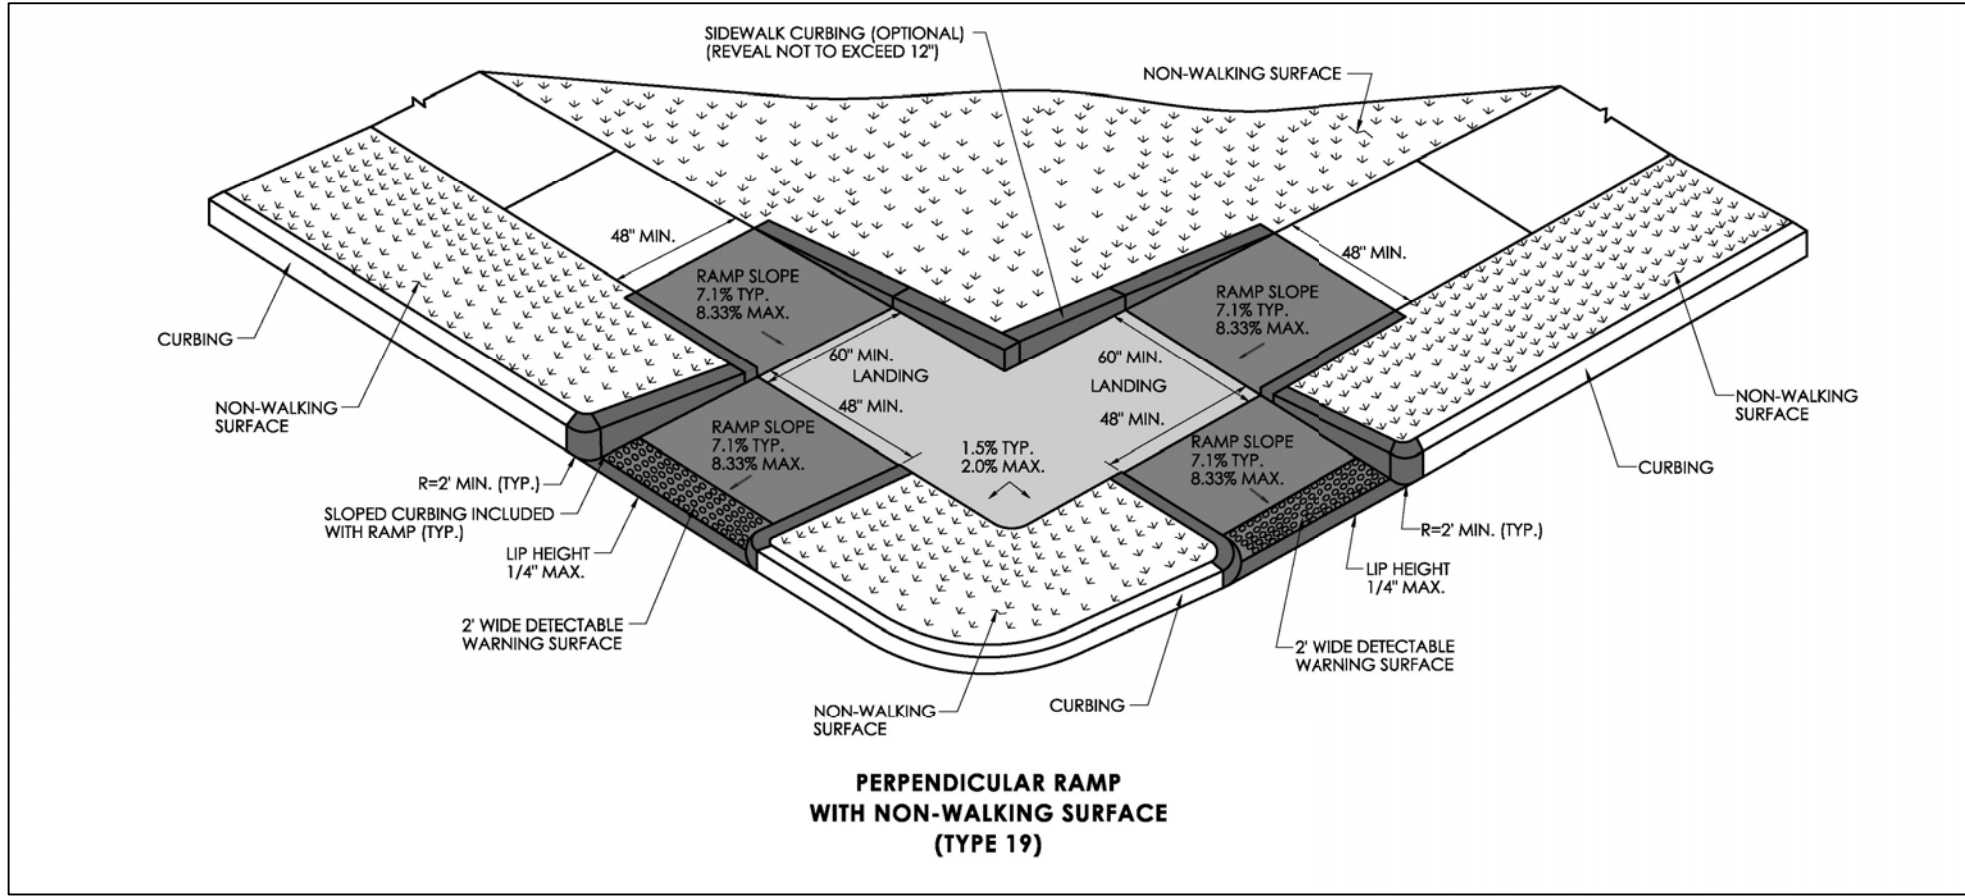 SIDEWALK CURBING (OPTIONAL)
(REVEAL NOT TO EXCEED 12")
NON-WALKING SURFACE
48" MIN.
48" MIN.
RAMP SLOPE
7.1% TYP.
8.33% MAX.
RAMP SLOPE
7.1% TYP.
8.33% MAX.
CURBING
60" MIN.
LANDING
48" MIN.
60" MIN.
LANDING
48" MIN.
NON-WALKING
SURFACE
NON-WALKING
SURFACE
RAMP SLOPE
7.1% TYP.
8.33% MAX.
1.5% TYP.
2.0% MAX.
RAMP SLOPE
7.1% TYP.
8.33% MAX.
CURBING
R=2' MIN. (TYP.)
SLOPED CURBING INCLUDED
WITH RAMP (TYP.)
LIP HEIGHT
1/4" MAX.
R=2' MIN. (TYP.)
LIP HEIGHT
1/4" MAX.
2' WIDE DETECTABLE
WARNING SURFACE
2' WIDE DETECTABLE
WARNING SURFACE
NON-WALKING
SURFACE
CURBING
PERPENDICULAR RAMP
WITH NON-WALKING SURFACE
(TYPE 19)